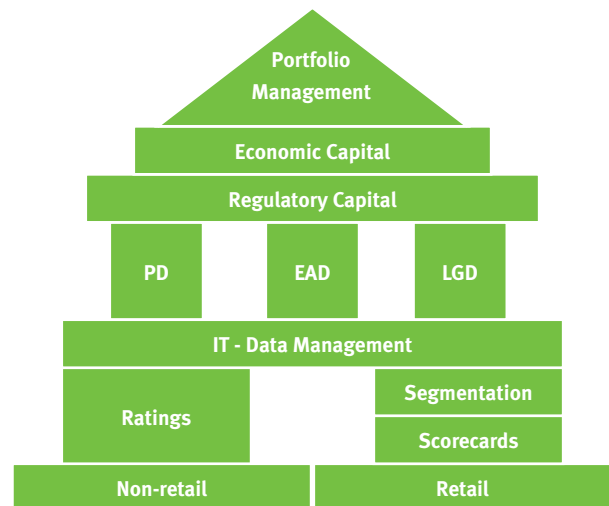 Portfolio
Management
Economic Capital
Regulatory Capital
PD
EAD
LGD
IT - Data Management
Ratings
Segmentation
Scorecards
Non-retail
Retail